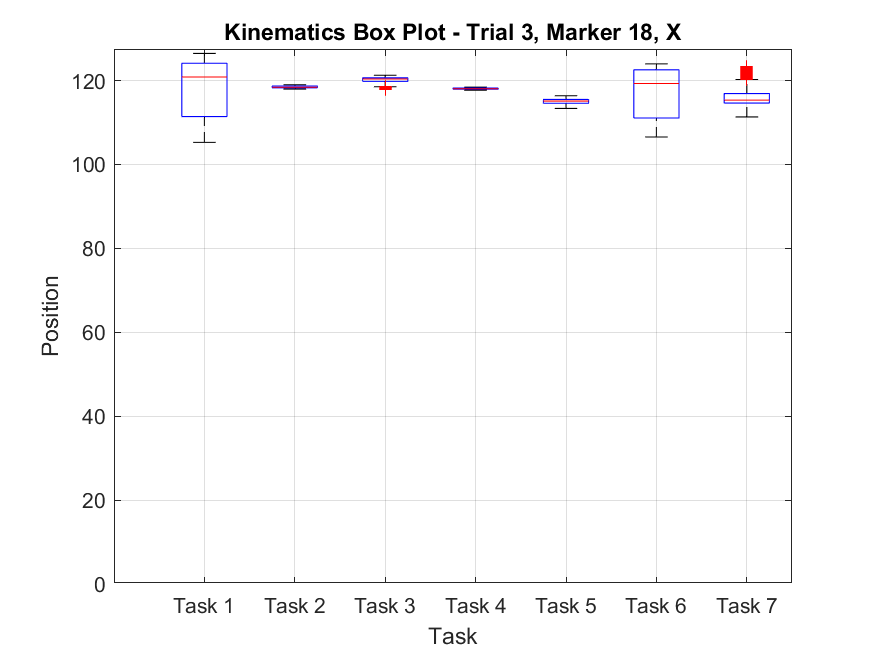 Kinematics Box Plot - Trial 3, Marker 18, X
120
100
80
60
40
20
0
Position
Task 1 Task 2 Task 3 Task 4 Task 5 Task 6 Task 7
Task